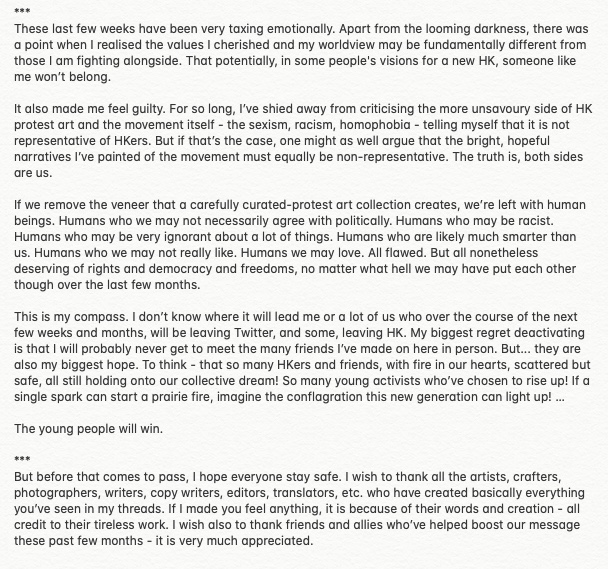 ***
These last few weeks have been very taxing emotionally. Apart from the looming darkness, there was
a point when I realised the values I cherished and my worldview may be fundamentally different from
those I am fighting alongside. That potentially, in some people's visions for a new HK, someone like
me won't belong.
It also made me feel guilty. For so long, I've shied away from criticising the more unsavoury side of HK
protest art and the movement itself - the sexism, racism, homophobia - telling myself that it is not
representative of HKers. But if that's the case, one might as well argue that the bright, hopeful
narratives I've painted of the movement must equally be non-representative. The truth is, both sides
are us.
If we remove the veneer that a carefully curated-protest art collection creates, we're left with human
beings. Humans who we may not necessarily agree with politically. Humans who may be racist.
Humans who may be very ignorant about a lot of things. Humans who are likely much smarter than
us. Humans who we may not really like. Humans we may love. All flawed. But all nonetheless
deserving of rights and democracy and freedoms, no matter what hell we may have put each other
though over the last few months.
This is my compass. I don't know where it will lead me or a lot of us who over the course of the next
few weeks and months, will be leaving Twitter, and some, leaving HK. My biggest regret deactivating
is that I will probably never get to meet the many friends I've made on here in person. But... they are
also my biggest hope. To think - that so many HKers and friends, with fire in our hearts, scattered but
safe, all still holding onto our collective dream! So many young activists who've chosen to rise up! If a
single spark can start a prairie fire, imagine the conflagration this new generation can light up! ...
The young people will win.
***
But before that comes to pass, I hope everyone stay safe. I wish to thank all the artists, crafters,
photographers, writers, copy writers, editors, translators, etc. who have created basically everything
you've seen in my threads. If I made you feel anything, it is because of their words and creation - all
credit to their tireless work. I wish also to thank friends and allies who've helped boost our message
these past few months - it is very much appreciated.